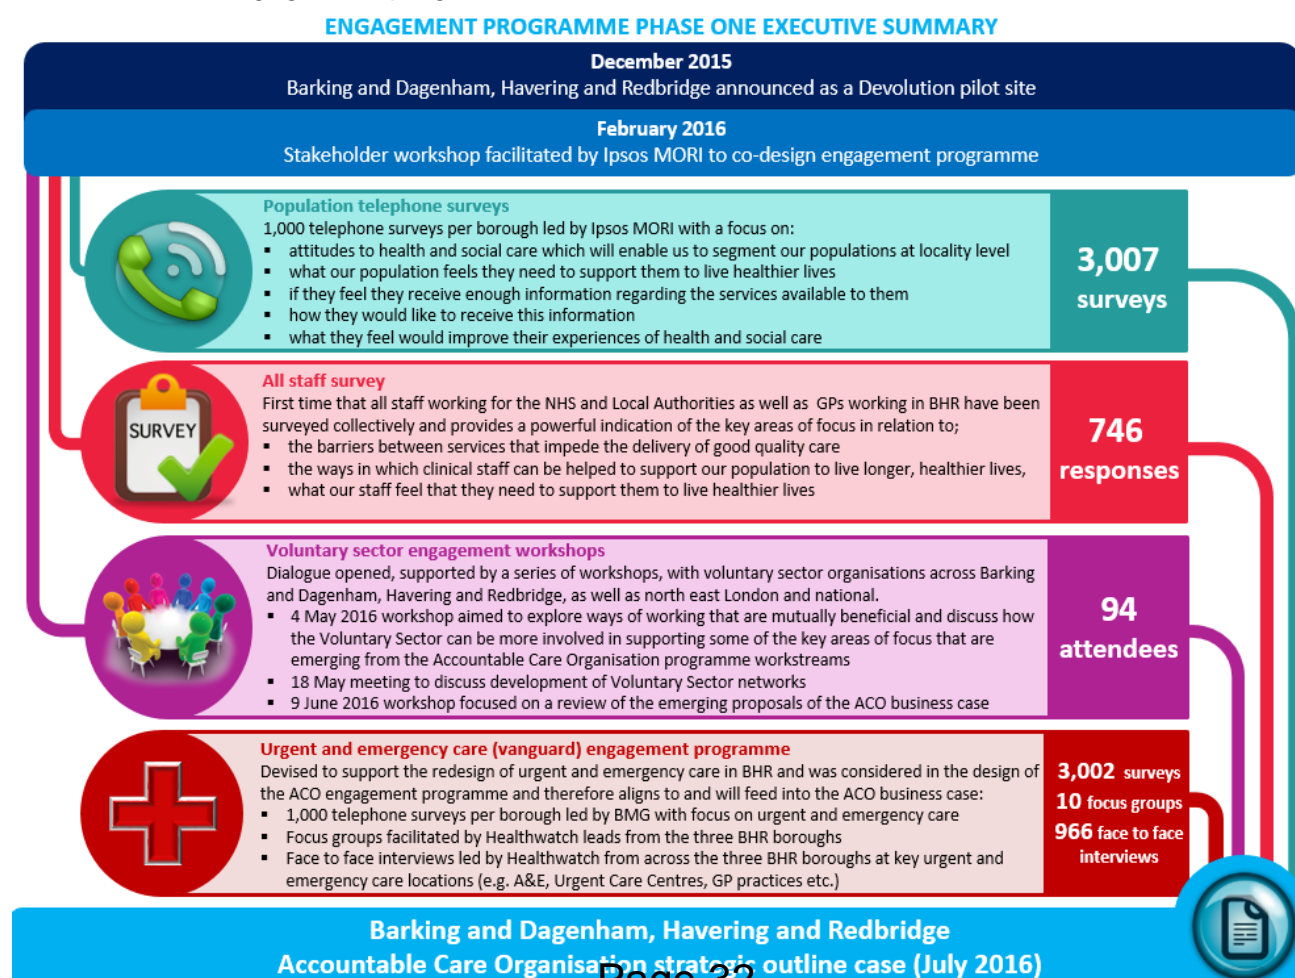 ENGAGEMENT PROGRAMME PHASE ONE EXECUTIVE SUMMARY
December 2015
Barking and Dagenham, Havering and Redbridge announced as a Devolution pilot site
February 2016
Stakeholder workshop facilitated by Ipsos MORI to co-design engagement programme
Population telephone surveys
1,000 telephone surveys per borough led by Ipsos MORI with a focus on:
▪ attitudes to health and social care which will enable us to segment our populations at locality level
▪ what our population feels they need to support them to live healthier lives
▪ if they feel they receive enough information regarding the services available to them
▪ how they would like to receive this information
▪ what they feel would improve their experiences of health and social care
3,007
surveys
SURVEY
All staff survey
First time that all staff working for the NHS and Local Authorities as well as GPs working in BHR have been
surveyed collectively and provides a powerful indication of the key areas of focus in relation to;
▪ the barriers between services that impede the delivery of good quality care
▪ the ways in which clinical staff can be helped to support our population to live longer, healthier lives,
▪ what our staff feel that they need to support them to live healthier lives
746
responses
Voluntary sector engagement workshops
Dialogue opened, supported by a series of workshops, with voluntary sector organisations across Barking
and Dagenham, Havering and Redbridge, as well as north east London and national.
▪ 4 May 2016 workshop aimed to explore ways of working that are mutually beneficial and discuss how
the Voluntary Sector can be more involved in supporting some of the key areas of focus that are
emerging from the Accountable Care Organisation programme workstreams
▪ 18 May meeting to discuss development of Voluntary Sector networks
▪ 9 June 2016 workshop focused on a review of the emerging proposals of the ACO business case
94
attendees
Urgent and emergency care (vanguard) engagement programme
Devised to support the redesign of urgent and emergency care in BHR and was considered in the design of
the ACO engagement programme and therefore aligns to and will feed into the ACO business case:
▪ 1,000 telephone surveys per borough led by BMG with focus on urgent and emergency care
▪ Focus groups facilitated by Healthwatch leads from the three BHR boroughs
▪ Face to face interviews led by Healthwatch from across the three BHR boroughs at key urgent and
emergency care locations (e.g. A&E, Urgent Care Centres, GP practices etc.)
3,002 surveys
10 focus groups
966 face to face
interviews
Barking and Dagenham, Havering and Redbridge
Accountable Care Organisation strategic outline case (July 2016)
Page 32